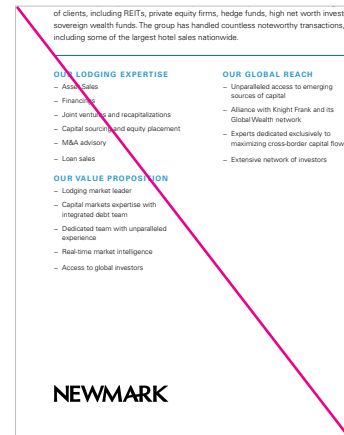 of clients, including REITs, private equity firms, hedge funds, high net worth invest
sovereign wealth funds. The group has handled countless noteworthy transactions,
including some of the largest hotel sales nationwide.
OUR LODGING EXPERTISE
– Asset Sales
– Financings
– Joint ventures and recapitalizations
– Capital sourcing and equity placement
– M&A advisory
– Loan sales
OUR VALUE PROPOSITION
– Lodging market leader
– Capital markets expertise with
integrated debt team
– Dedicated team with unparalleled
experience
– Real-time market intelligence
– Access to global investors
OUR GLOBAL REACH
– Unparalleled access to emerging
sources of capital
– Alliance with Knight Frank and its
Global Wealth network
– Experts dedicated exclusively to
maximizing cross-border capital flow
– Extensive network of investors
NEWMARK